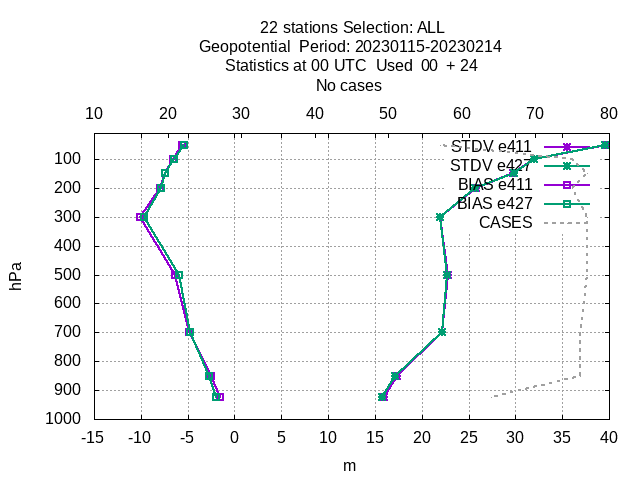 22 stations Selection: ALL
Geopotential  Period: 20230115-20230214
Statistics at 00 UTC  Used  00  + 24
No cases
10 20 30 40 50 60 70 80
STDV e411
STDV e427
BIAS e411
BIAS e427
CASES
100
200
300
400
500
600
700
800
900
1000
hPa
-15 -10 -5 0 5 10 15 20 25 30 35 40
m